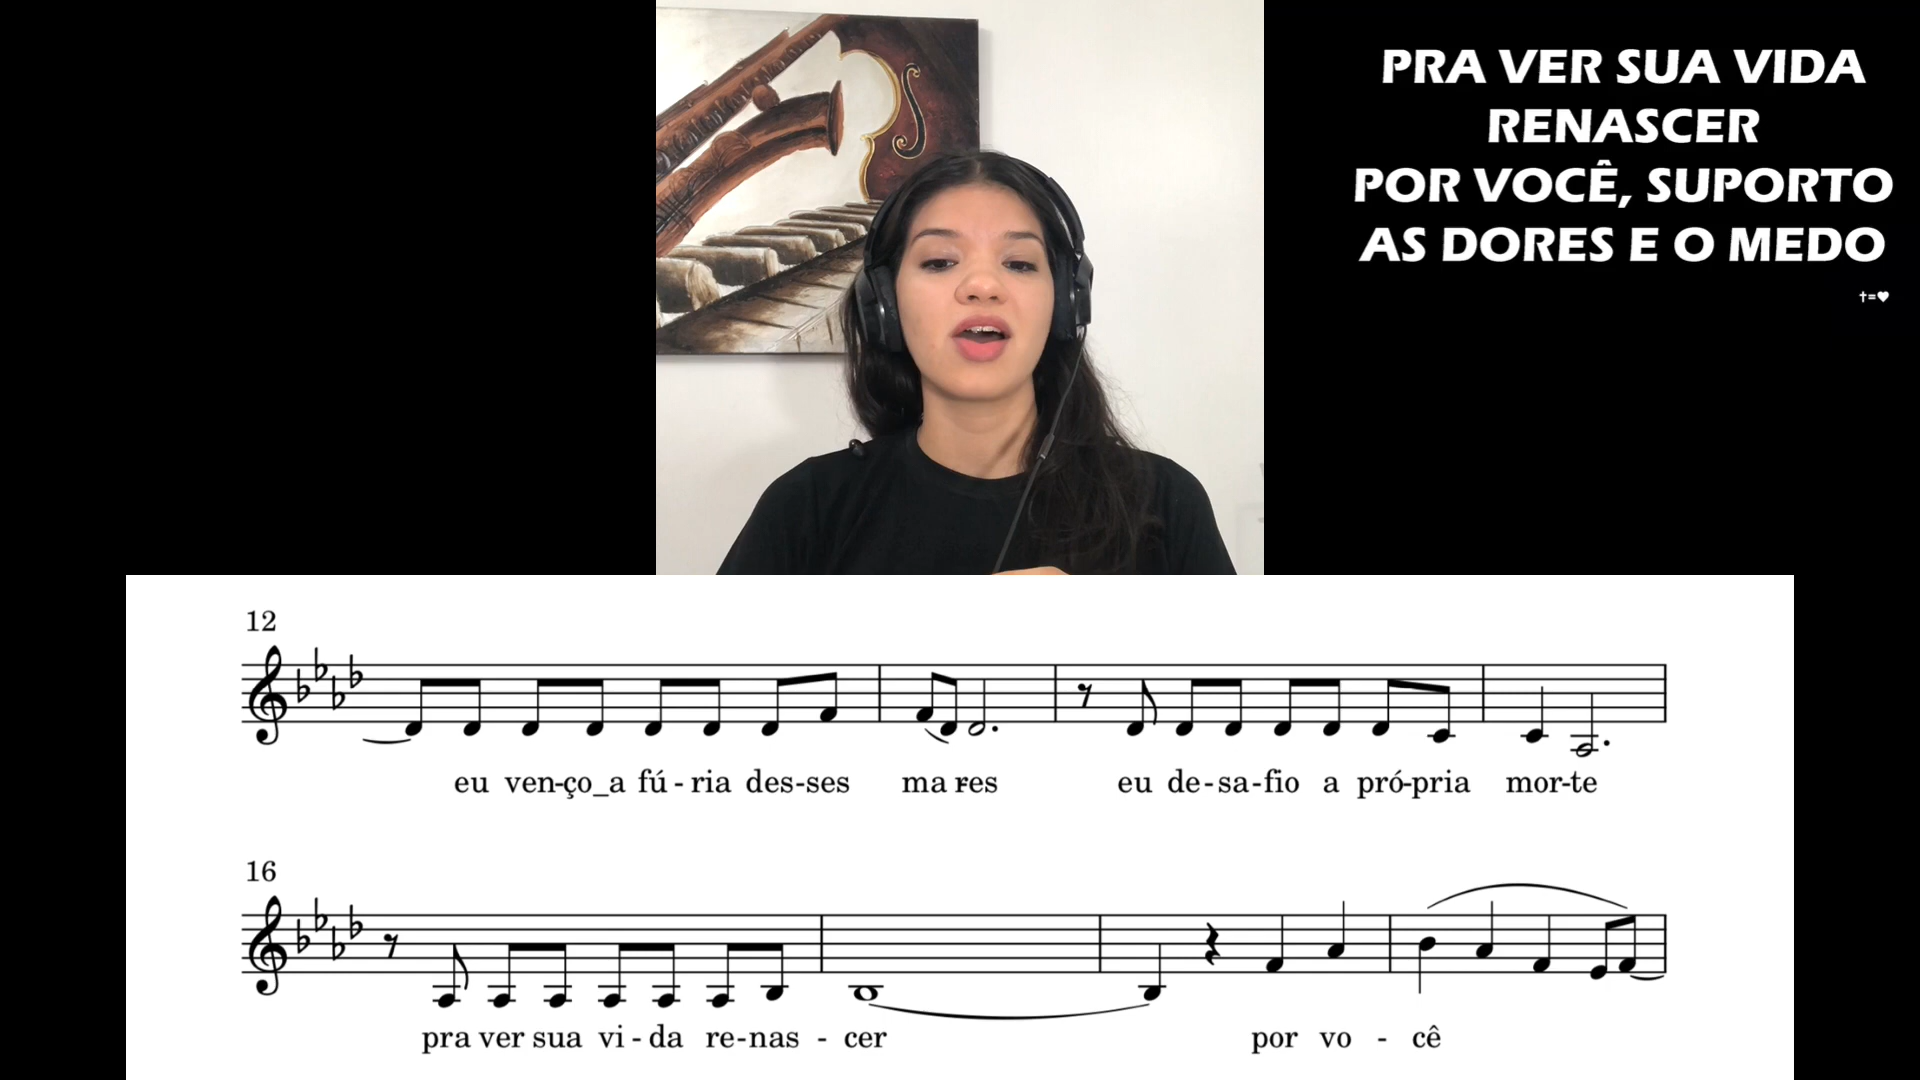 PRA VER SUA VIDA
RENASCER
POR VOCÊ, SUPORTO
AS DORES E O MEDO
✝=♥
12
eu ven-ço_a fú - ria des-ses ma-res eu de-sa-fio a pró-pria mor-te
16
pra ver sua vi - da re-nas - cer por vo - cê